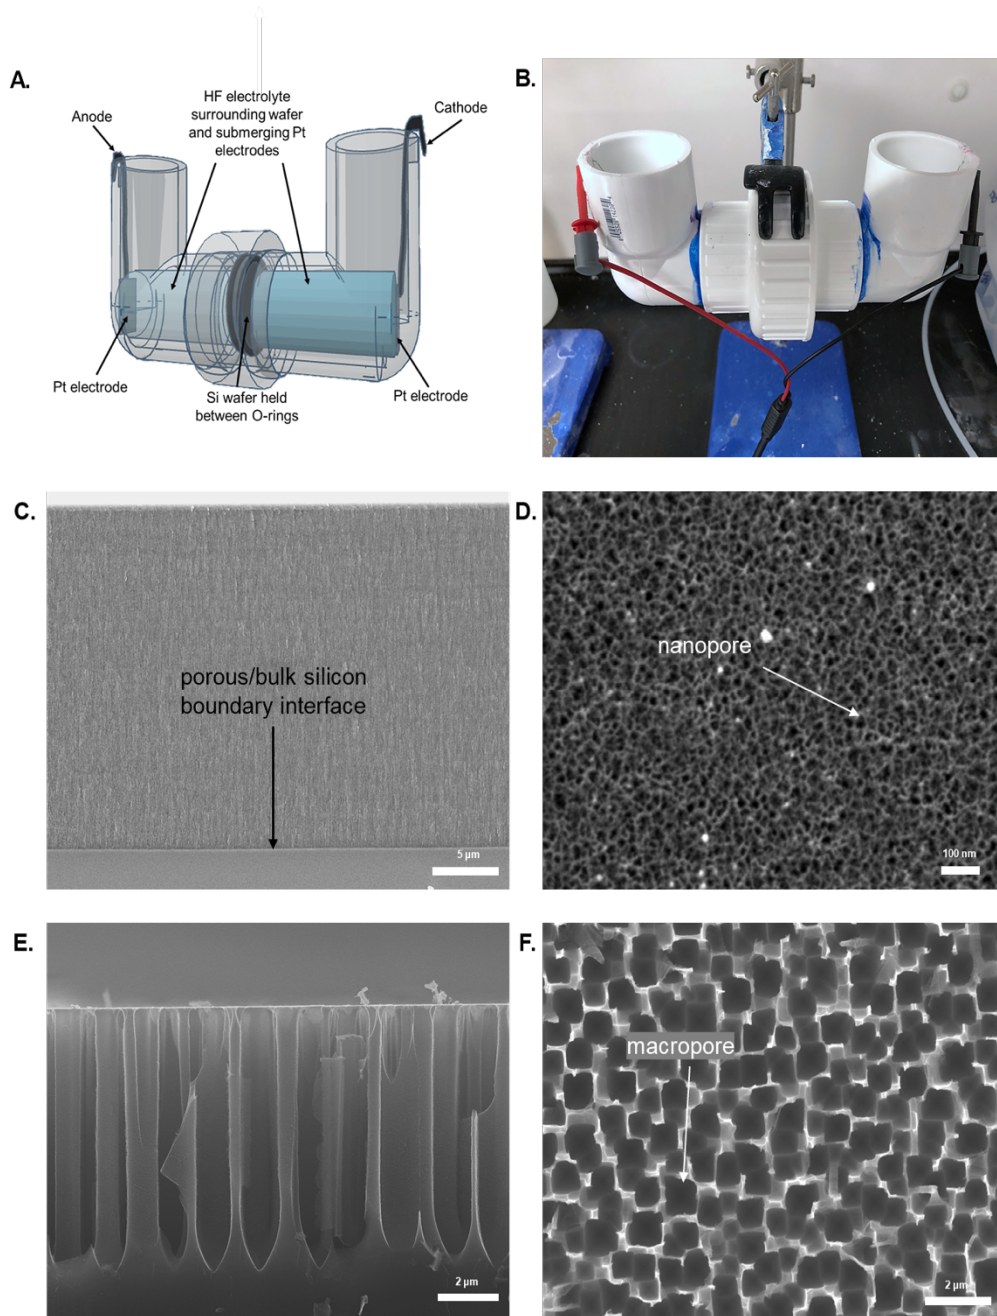 A.
Anode
HF electrolyte
surrounding wafer
and submerging Pt
electrodes
Cathode
Pt electrode
Si wafer held
between O-rings
Pt electrode
B.
C.
porous/bulk silicon
boundary interface
5 µm
D.
nanopore
100 nm
E.
2 µm
F.
macropore
2 µm